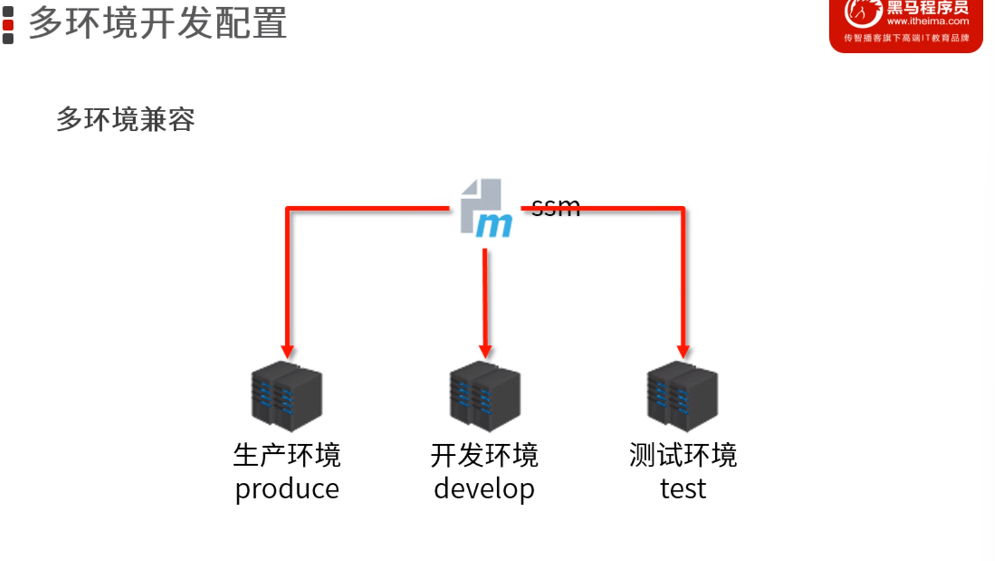 多环境开发配置
黑马程序员
www.itheima.com
传智播客旗下高端IT教育品牌
多环境兼容
m
ssm
生产环境
produce
开发环境
develop
测试环境
test